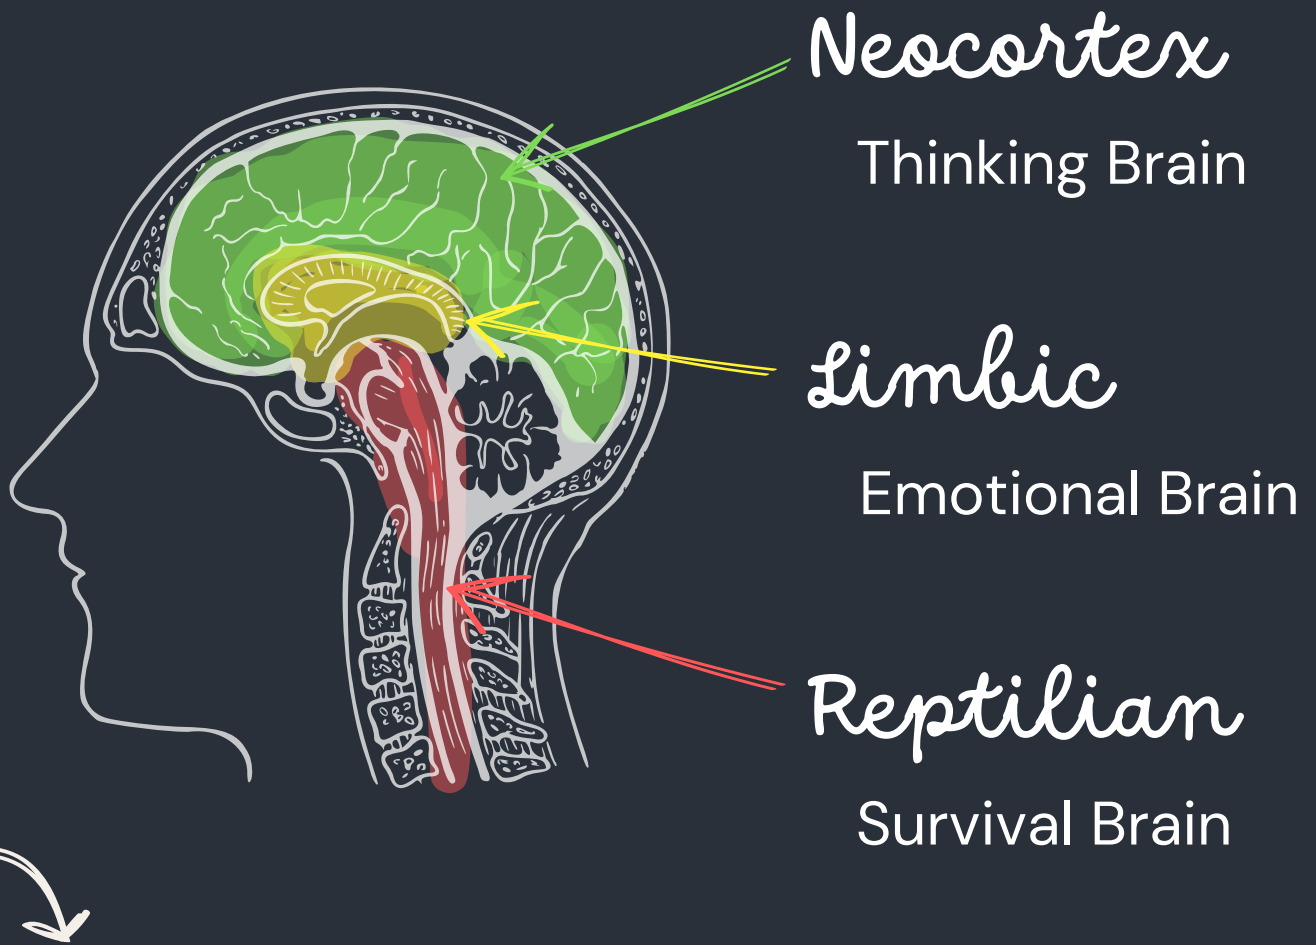 Neocortex
Thinking Brain
Limbic
Emotional Brain
Reptilian
Survival Brain